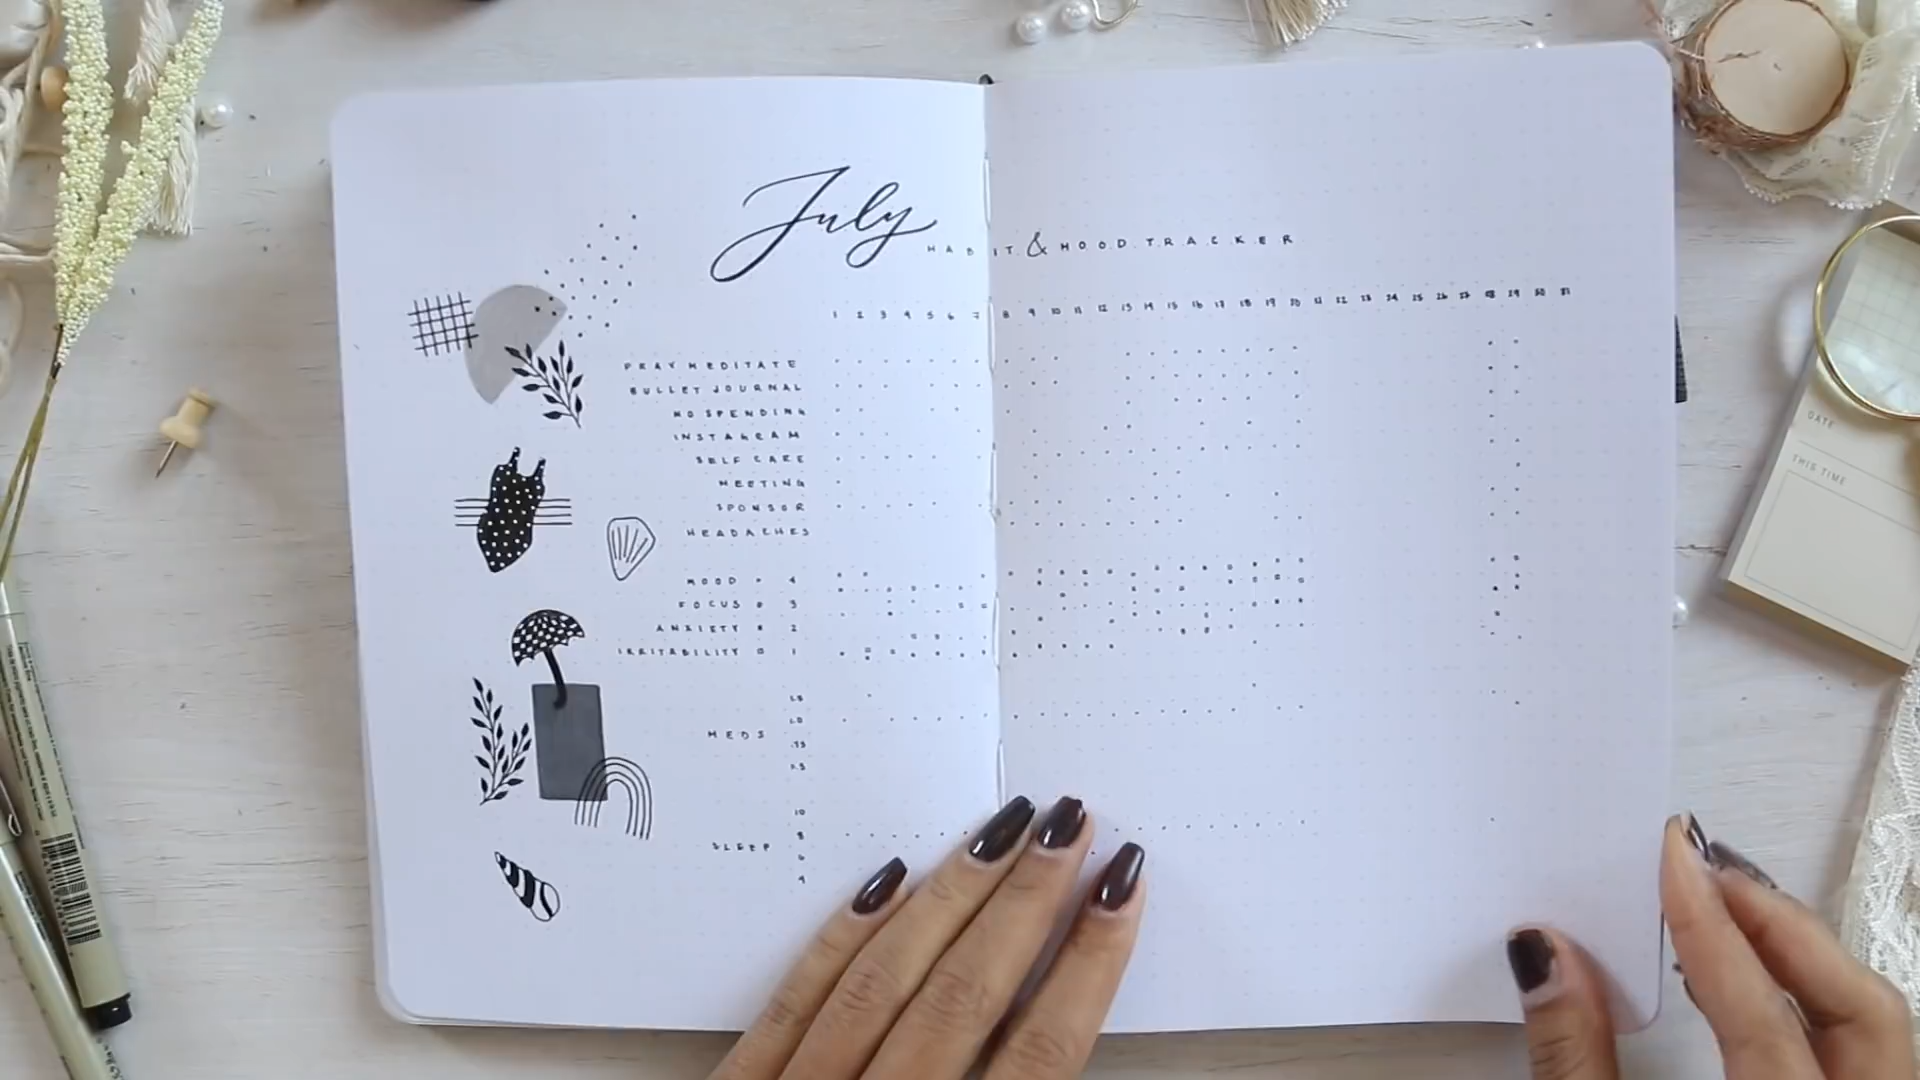 July
HABIT & MOOD TRACKER
1 2 3 4 5 6 7 8 9 10 11 12 13 14 15 16 17 18 19 20 21 22 23 24 25 26 27 28 29 30 31
PRAY MEDITATE
BULLET JOURNAL
NO SPENDING
INSTAGRAM
SELF CARE
MEETING
SPONSOR
HEADACHES
MOOD 4
FOCUS 3
ANXIETY 2
IRRITABILITY 1
MEDS
10
8
SLEEP
6
4
DATE
THIS TIME